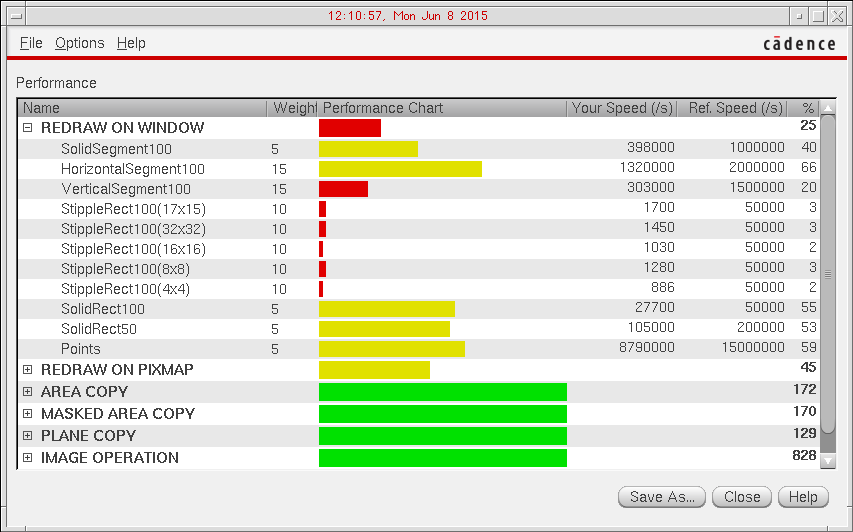 12:10:57, Mon Jun 8 2015
File Options Help cādence
Performance
Name Weight Performance Chart Your Speed (/s) Ref. Speed (/s) %
REDRAW ON WINDOW 25
SolidSegment100 5 398000 1000000 40
HorizontalSegment100 15 1320000 2000000 66
VerticalSegment100 15 303000 1500000 20
StippleRect100(17x15) 10 1700 50000 3
StippleRect100(32x32) 10 1450 50000 3
StippleRect100(16x16) 10 1030 50000 2
StippleRect100(8x8) 10 1280 50000 3
StippleRect100(4x4) 10 886 50000 2
SolidRect100 5 27700 50000 55
SolidRect50 5 105000 200000 53
Points 5 8790000 15000000 59
REDRAW ON PIXMAP 45
AREA COPY 172
MASKED AREA COPY 170
PLANE COPY 129
IMAGE OPERATION 828
Save As... Close Help